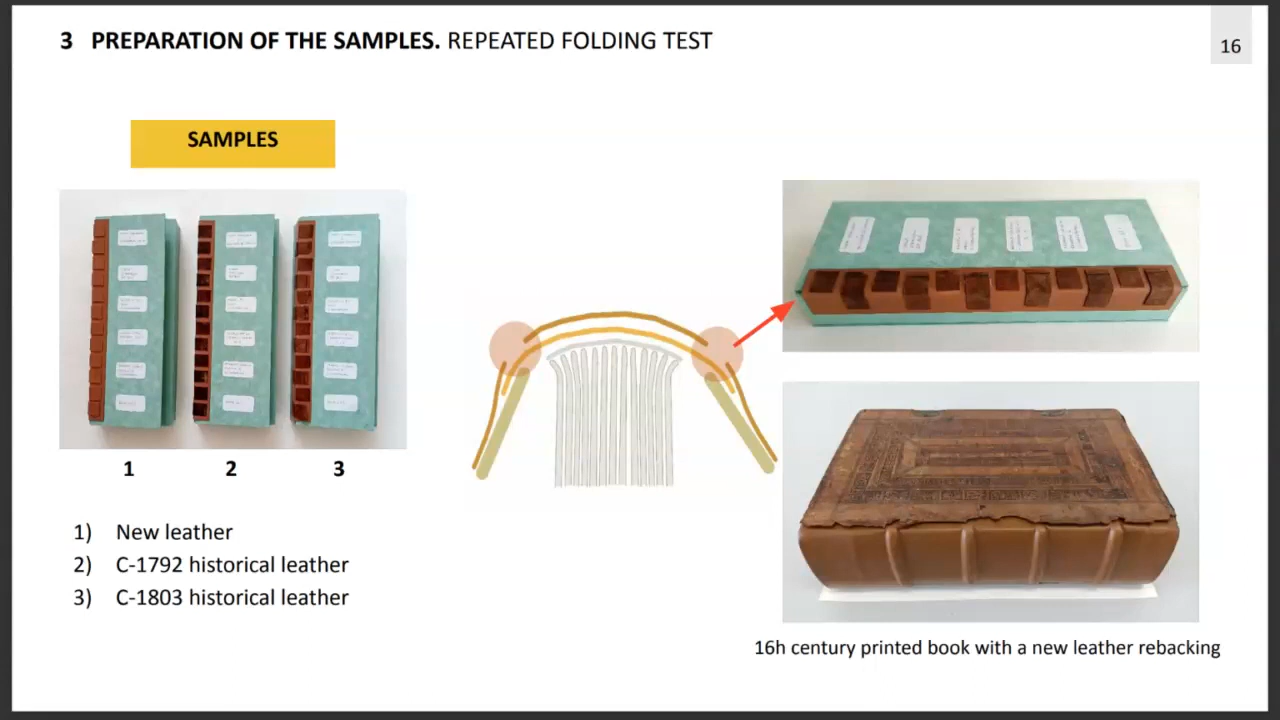 3 PREPARATION OF THE SAMPLES. REPEATED FOLDING TEST
16
SAMPLES
1 2 3
1) New leather
2) C-1792 historical leather
3) C-1803 historical leather
16h century printed book with a new leather rebacking